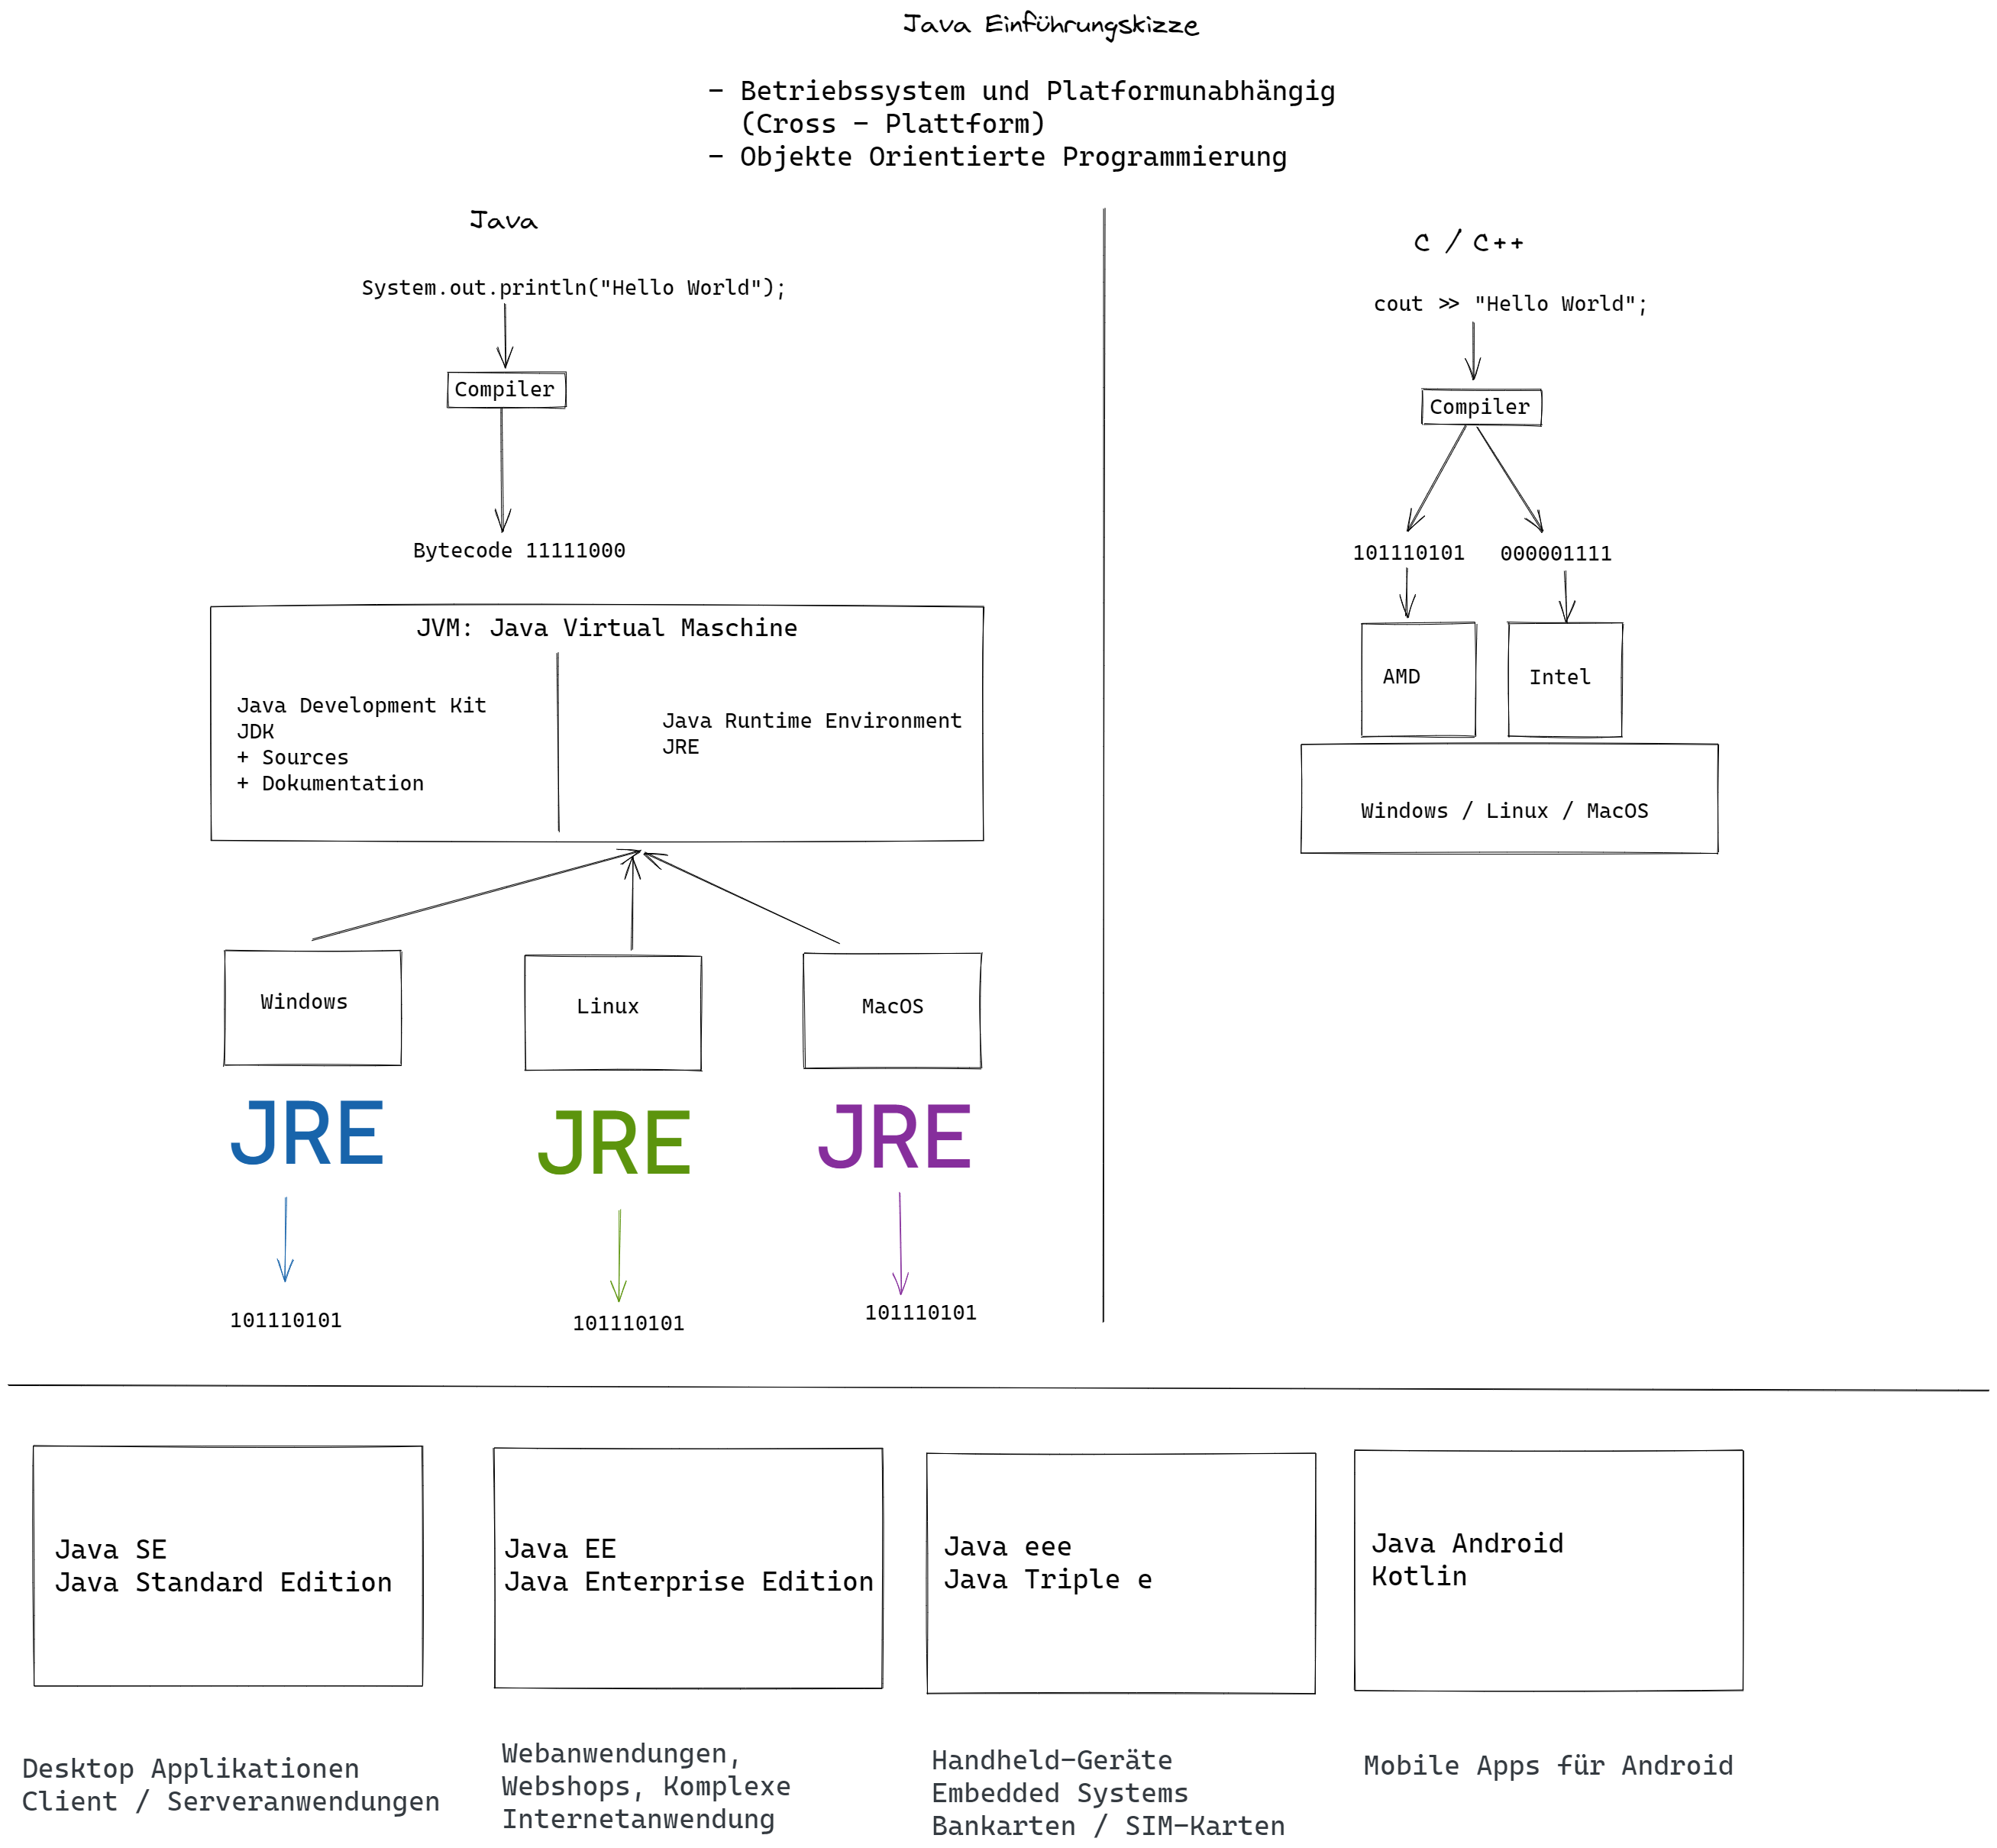 Java Einführungskizze
- Betriebssystem und Platformunabhängig
(Cross - Plattform)
- Objekte Orientierte Programmierung
Java
System.out.println("Hello World");
Compiler
Bytecode 11111000
JVM: Java Virtual Maschine
Java Development Kit
JDK
+ Sources
+ Dokumentation
Java Runtime Environment
JRE
Windows
Linux
MacOS
JRE
JRE
JRE
101110101
101110101
101110101
C / C++
cout >> "Hello World";
Compiler
101110101
000001111
AMD
Intel
Windows / Linux / MacOS
Java SE
Java Standard Edition
Java EE
Java Enterprise Edition
Java eee
Java Triple e
Java Android
Kotlin
Desktop Applikationen
Client / Serveranwendungen
Webanwendungen,
Webshops, Komplexe
Internetanwendung
Handheld-Geräte
Embedded Systems
Bankarten / SIM-Karten
Mobile Apps für Android